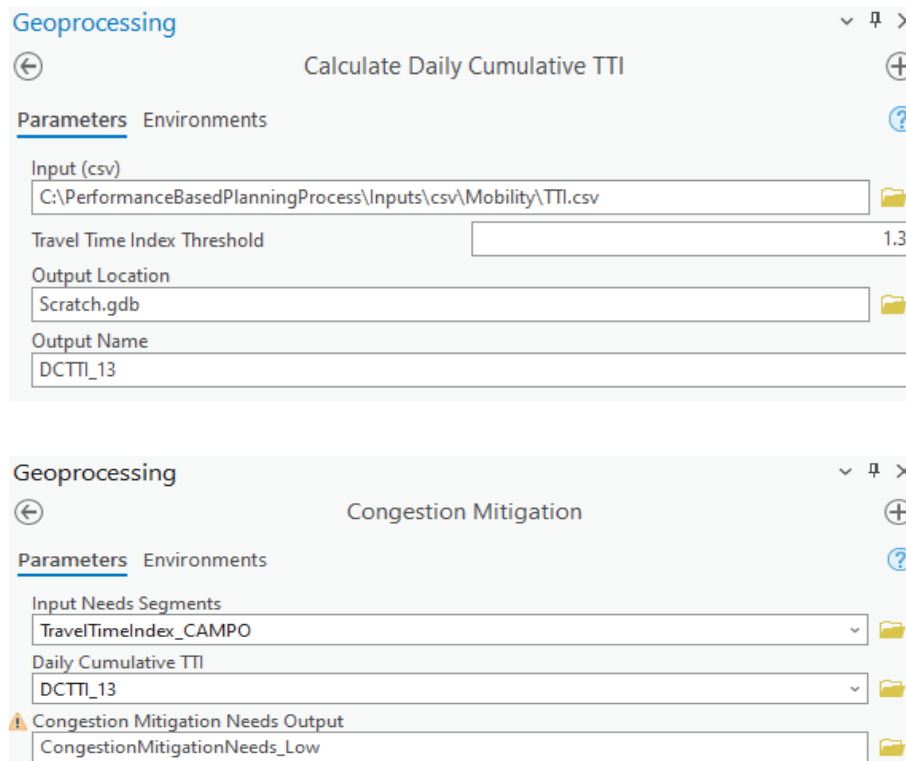 Geoprocessing
Calculate Daily Cumulative TTI
Parameters Environments
Input (csv)
C:\PerformanceBasedPlanningProcess\Inputs\csv\Mobility\TTI.csv
Travel Time Index Threshold 1.3
Output Location
Scratch.gdb
Output Name
DCTTI_13
Geoprocessing
Congestion Mitigation
Parameters Environments
Input Needs Segments
TravelTimeIndex_CAMPO
Daily Cumulative TTI
DCTTI_13
Congestion Mitigation Needs Output
CongestionMitigationNeeds_Low